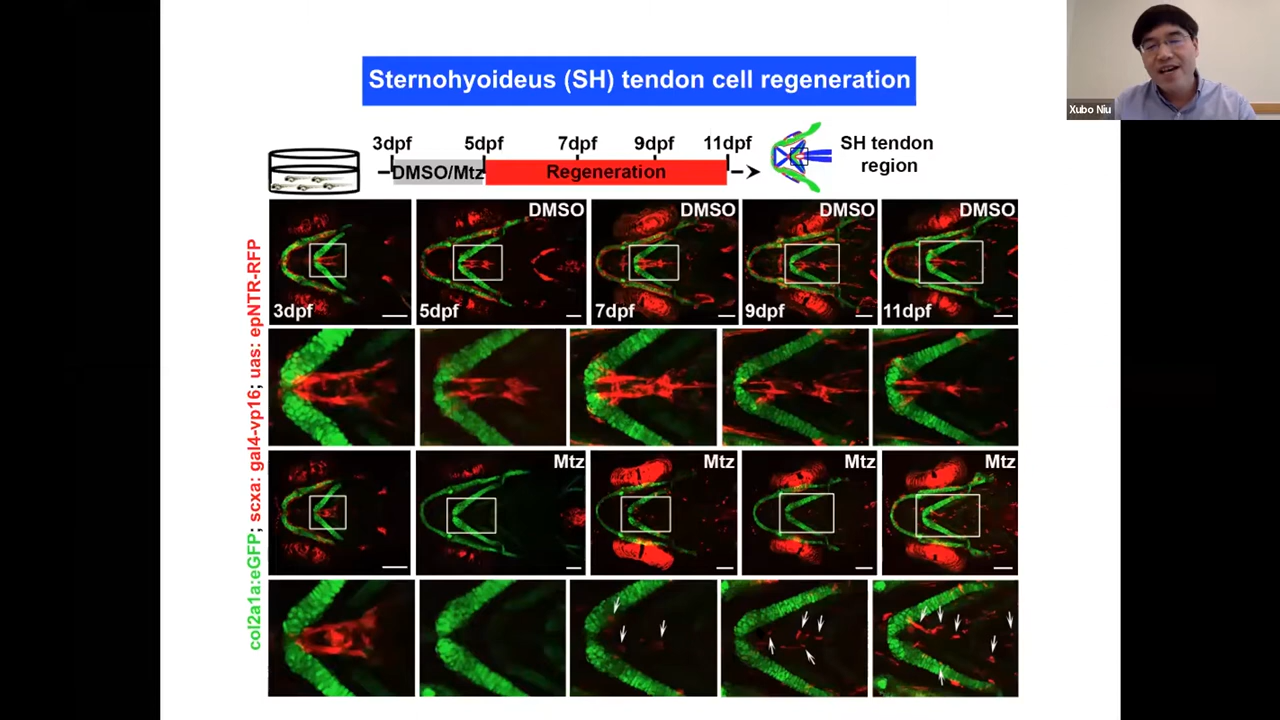 Xubo Niu
Sternohyoideus (SH) tendon cell regeneration
3dpf 5dpf 7dpf 9dpf 11dpf
DMSO/Mtz Regeneration
SH tendon
region
DMSO DMSO DMSO DMSO
3dpf 5dpf 7dpf 9dpf 11dpf
Mtz Mtz Mtz Mtz
col2a1a:eGFP; scxa: gal4-vp16; uas: epNTR-RFP